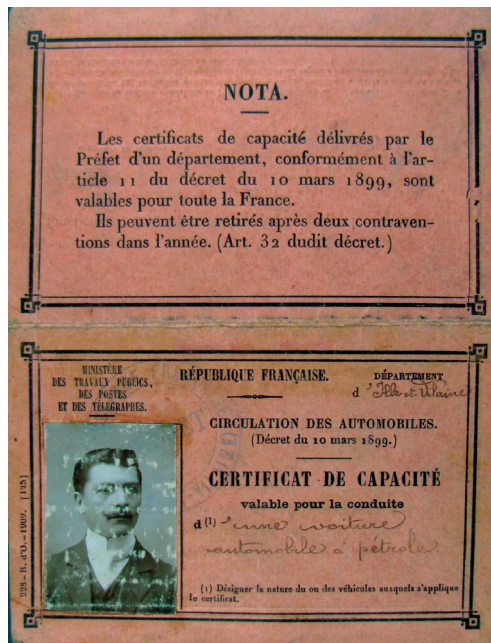 NOTA.
Les certificats de capacité délivrés par le
Préfet d'un département, conformément à l'ar-
ticle 11 du décret du 10 mars 1899, sont
valables pour toute la France.
Ils peuvent être retirés après deux contraven-
tions dans l'année. (Art. 32 dudit décret.)
MINISTÈRE
DES TRAVAUX PUBLICS,
DES POSTES
ET DES TÉLÉGRAPHES.
RÉPUBLIQUE FRANÇAISE.
DÉPARTEMENT
d'Ille-et-Vilaine
CIRCULATION DES AUTOMOBILES.
(Décret du 10 mars 1899.)
CERTIFICAT DE CAPACITÉ
valable pour la conduite
d(1)'une voiture
automobile à pétrole
(1) Désigner la nature du ou des véhicules auxquels s'applique
le certificat.
228-R. d'O.-1909. [145]